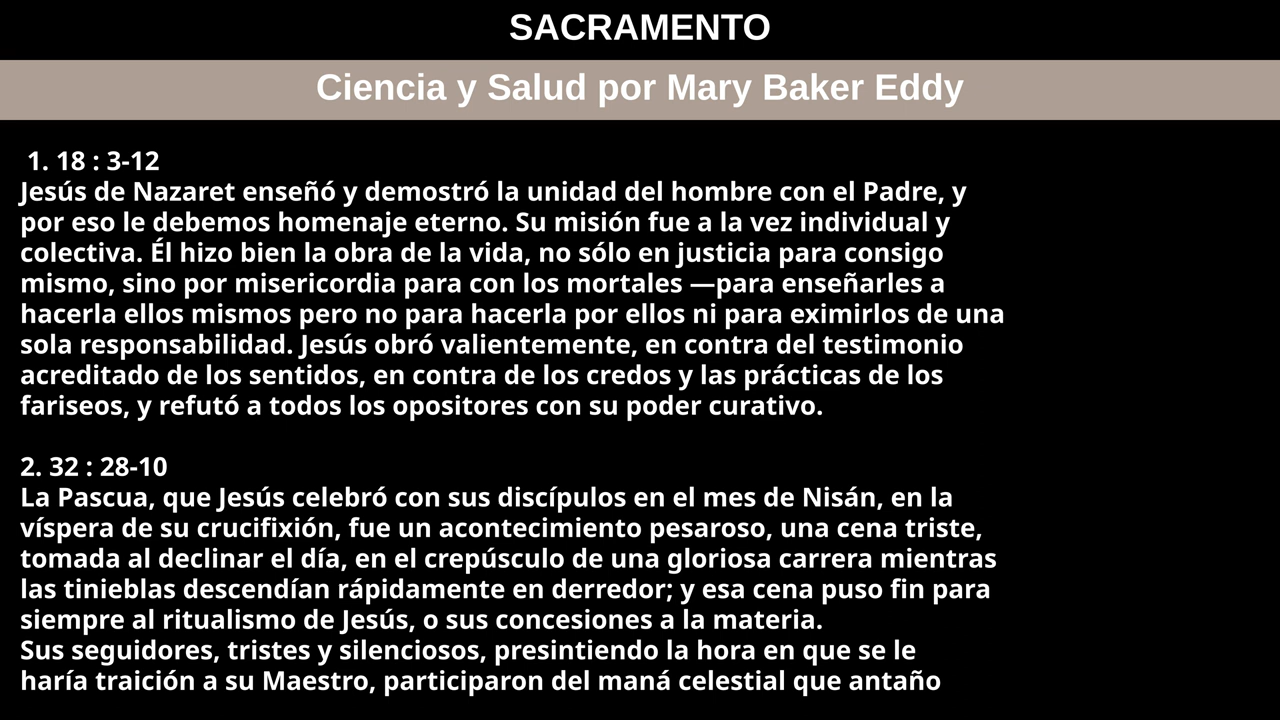 SACRAMENTO
Ciencia y Salud por Mary Baker Eddy
1. 18 : 3-12
Jesús de Nazaret enseñó y demostró la unidad del hombre con el Padre, y
por eso le debemos homenaje eterno. Su misión fue a la vez individual y
colectiva. Él hizo bien la obra de la vida, no sólo en justicia para consigo
mismo, sino por misericordia para con los mortales —para enseñarles a
hacerla ellos mismos pero no para hacerla por ellos ni para eximirlos de una
sola responsabilidad. Jesús obró valientemente, en contra del testimonio
acreditado de los sentidos, en contra de los credos y las prácticas de los
fariseos, y refutó a todos los opositores con su poder curativo.
2. 32 : 28-10
La Pascua, que Jesús celebró con sus discípulos en el mes de Nisán, en la
víspera de su crucifixión, fue un acontecimiento pesaroso, una cena triste,
tomada al declinar el día, en el crepúsculo de una gloriosa carrera mientras
las tinieblas descendían rápidamente en derredor; y esa cena puso fin para
siempre al ritualismo de Jesús, o sus concesiones a la materia.
Sus seguidores, tristes y silenciosos, presintiendo la hora en que se le
haría traición a su Maestro, participaron del maná celestial que antaño